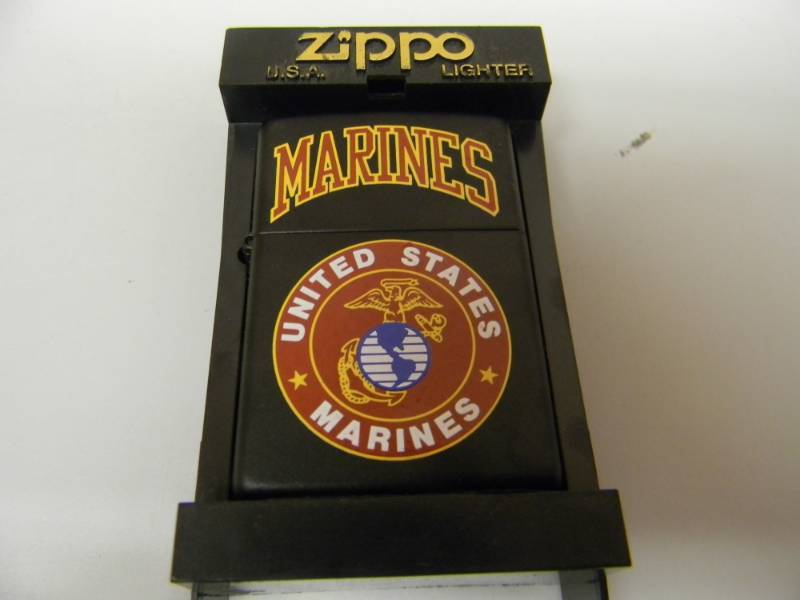 Zippo
U.S.A. LIGHTER
MARINES
UNITED STATES
MARINES